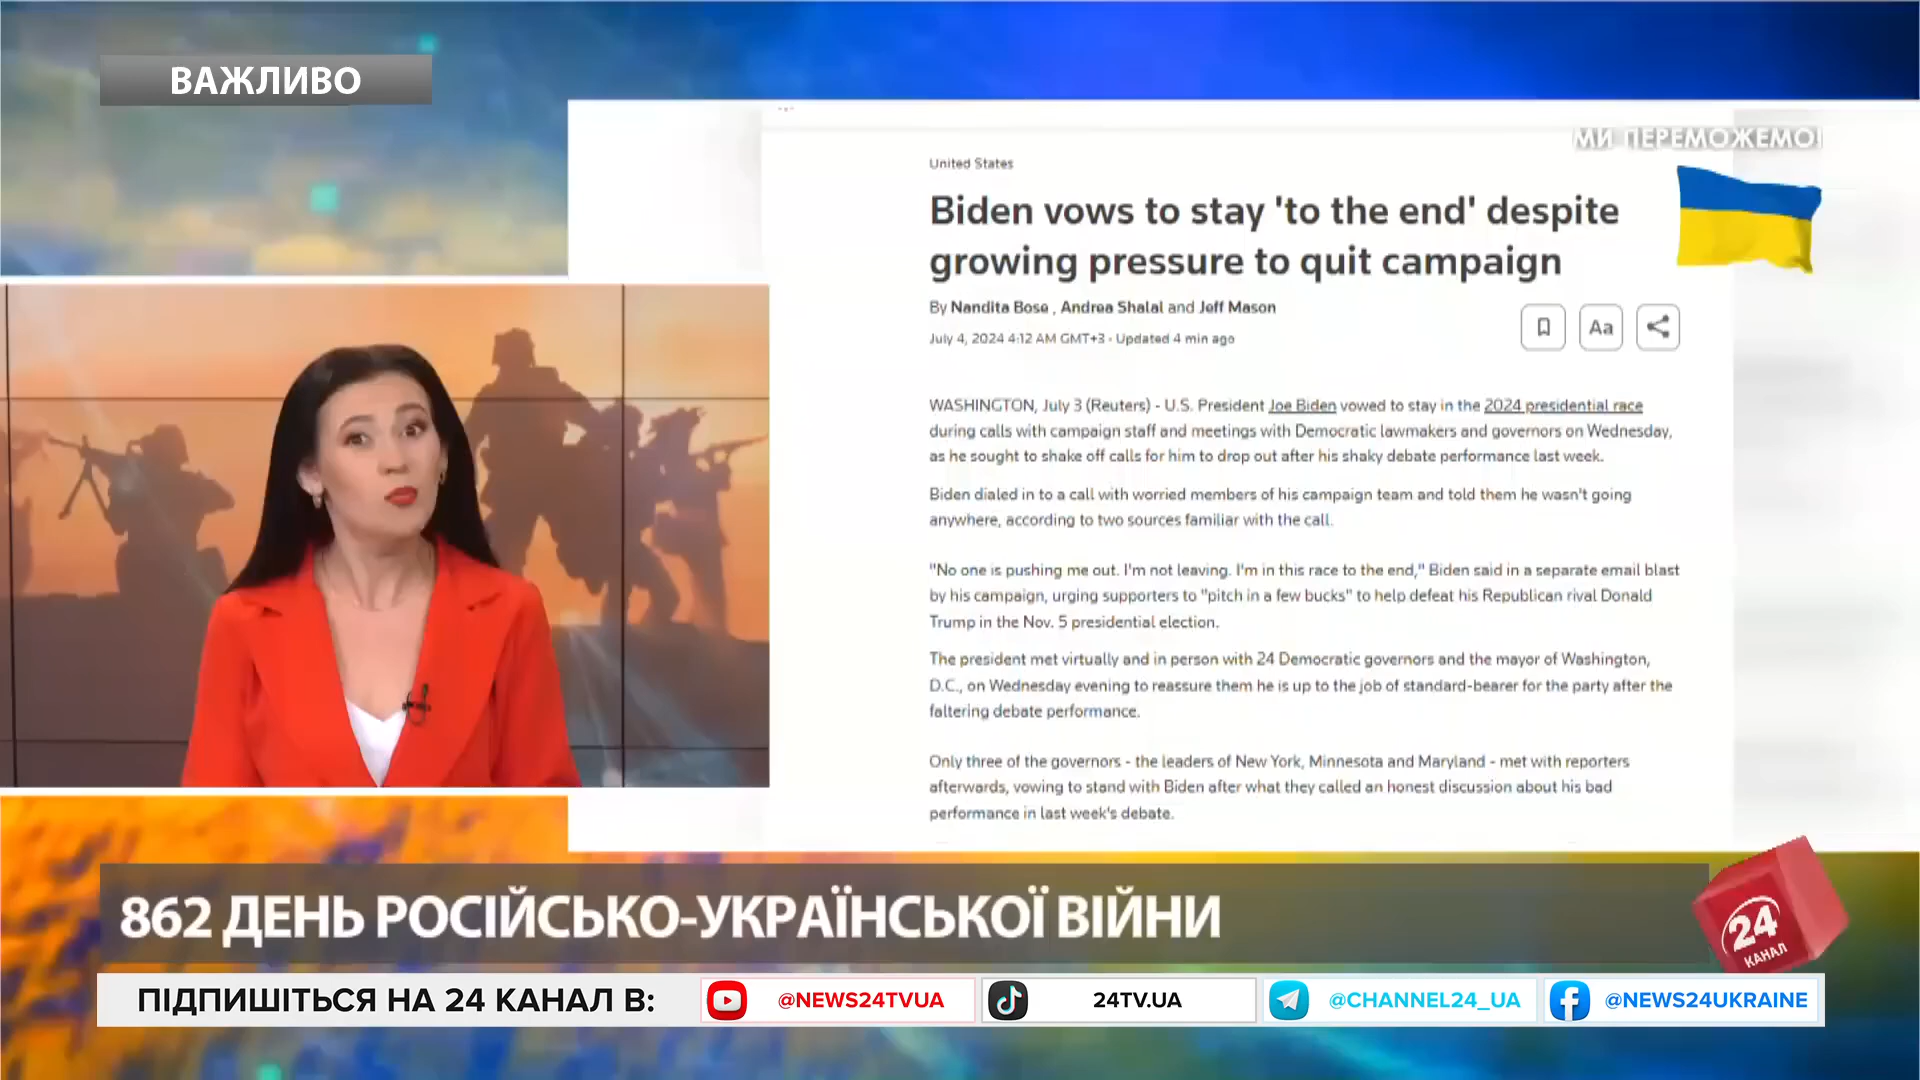 ВАЖЛИВО
МИ ПЕРЕМОЖЕМО!
United States
Biden vows to stay 'to the end' despite
growing pressure to quit campaign
By Nandita Bose , Andrea Shalal and Jeff Mason
July 4, 2024 4:12 AM GMT+3 · Updated 4 min ago
Aa
WASHINGTON, July 3 (Reuters) - U.S. President Joe Biden vowed to stay in the 2024 presidential race
during calls with campaign staff and meetings with Democratic lawmakers and governors on Wednesday,
as he sought to shake off calls for him to drop out after his shaky debate performance last week.
Biden dialed in to a call with worried members of his campaign team and told them he wasn't going
anywhere, according to two sources familiar with the call.
"No one is pushing me out. I'm not leaving. I'm in this race to the end," Biden said in a separate email blast
by his campaign, urging supporters to "pitch in a few bucks" to help defeat his Republican rival Donald
Trump in the Nov. 5 presidential election.
The president met virtually and in person with 24 Democratic governors and the mayor of Washington,
D.C., on Wednesday evening to reassure them he is up to the job of standard-bearer for the party after the
faltering debate performance.
Only three of the governors - the leaders of New York, Minnesota and Maryland - met with reporters
afterwards, vowing to stand with Biden after what they called an honest discussion about his bad
performance in last week's debate.
862 ДЕНЬ РОСІЙСЬКО-УКРАЇНСЬКОЇ ВІЙНИ
24
КАНАЛ
ПІДПИШІТЬСЯ НА 24 КАНАЛ В: @NEWS24TVUA 24TV.UA @CHANNEL24_UA @NEWS24UKRAINE